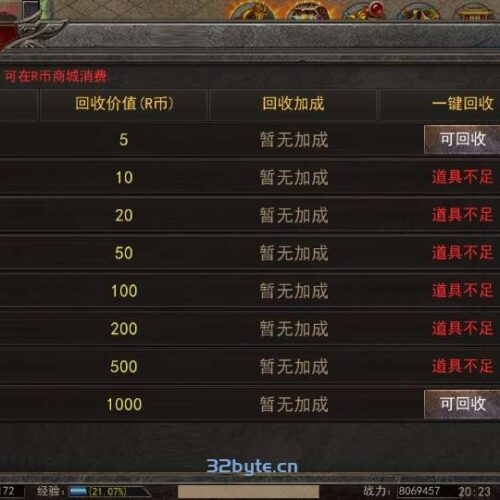 可在R币商城消费
回收价值(R币) 回收加成 一键回收
5 暂无加成 可回收
10 暂无加成 道具不足
20 暂无加成 道具不足
50 暂无加成 道具不足
100 暂无加成 道具不足
200 暂无加成 道具不足
500 暂无加成 道具不足
1000 暂无加成 可回收
32byte.cn
172 经验: (21.07%) 战力: 8069457 20:23